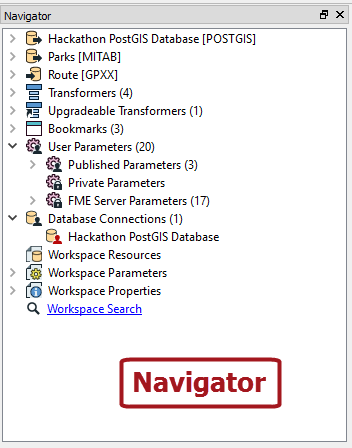 Navigator
Hackathon PostGIS Database [POSTGIS]
Parks [MITAB]
Route [GPXX]
Transformers (4)
Upgradeable Transformers (1)
Bookmarks (3)
User Parameters (20)
Published Parameters (3)
Private Parameters
FME Server Parameters (17)
Database Connections (1)
Hackathon PostGIS Database
Workspace Resources
Workspace Parameters
Workspace Properties
Workspace Search
Navigator